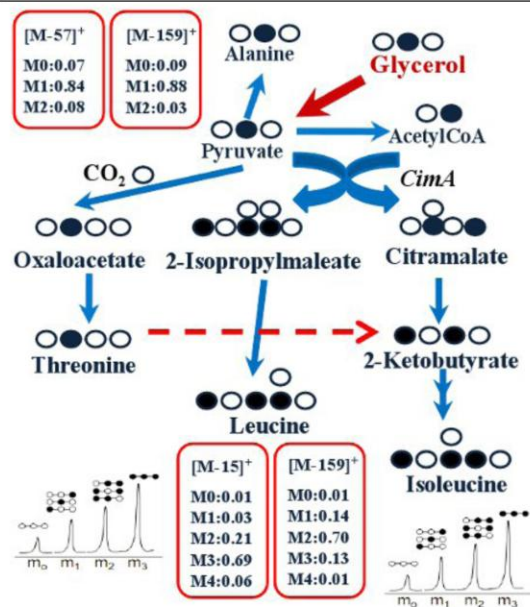 [M-57]+
M0:0.07
M1:0.84
M2:0.08
[M-159]+
M0:0.09
M1:0.88
M2:0.03
Alanine
Glycerol
Pyruvate
AcetylCoA
CO2
CimA
Oxaloacetate
2-Isopropylmaleate
Citramalate
Threonine
2-Ketobutyrate
Leucine
Isoleucine
[M-15]+
M0:0.01
M1:0.03
M2:0.21
M3:0.69
M4:0.06
[M-159]+
M0:0.01
M1:0.14
M2:0.70
M3:0.13
M4:0.01
m0 m1 m2 m3
m0 m1 m2 m3